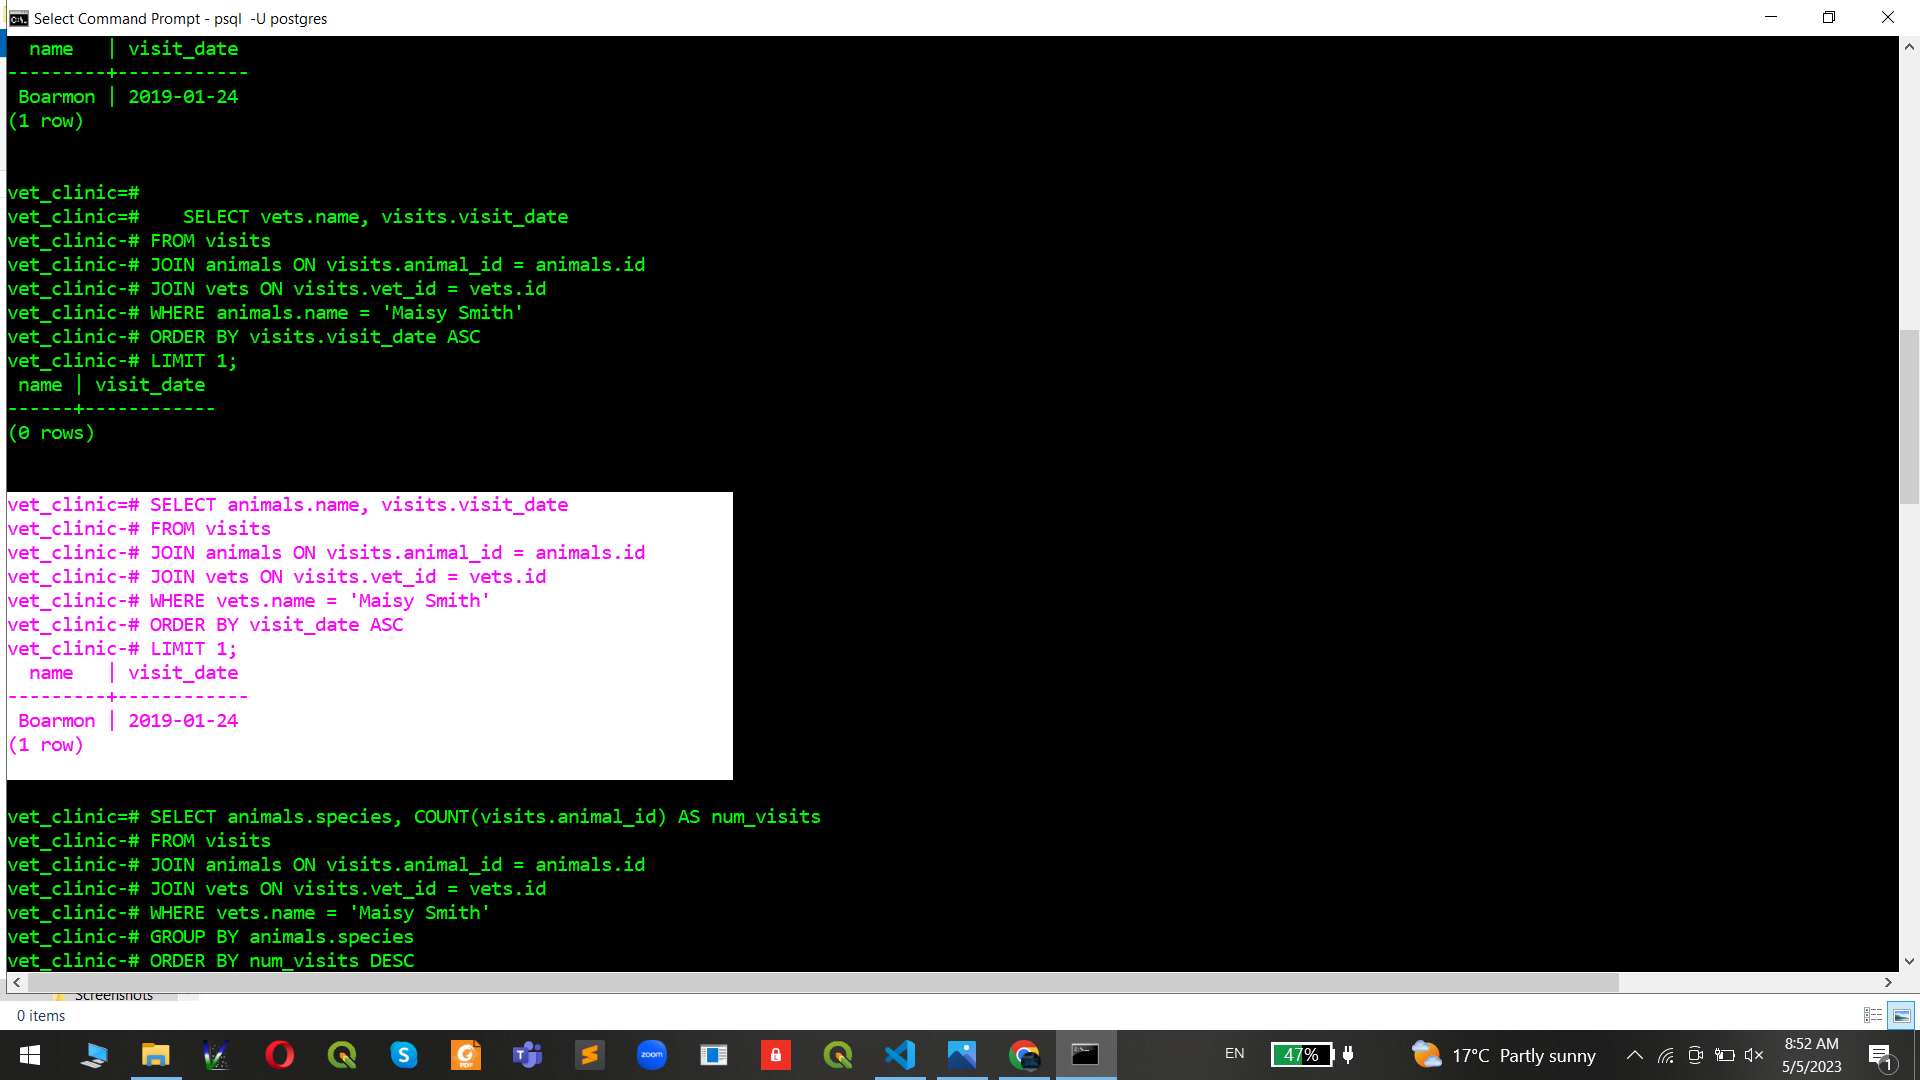 Select Command Prompt - psql  -U postgres
  name   | visit_date
---------+------------
 Boarmon | 2019-01-24
(1 row)
vet_clinic=#
vet_clinic=#    SELECT vets.name, visits.visit_date
vet_clinic-# FROM visits
vet_clinic-# JOIN animals ON visits.animal_id = animals.id
vet_clinic-# JOIN vets ON visits.vet_id = vets.id
vet_clinic-# WHERE animals.name = 'Maisy Smith'
vet_clinic-# ORDER BY visits.visit_date ASC
vet_clinic-# LIMIT 1;
 name | visit_date
------+------------
(0 rows)
vet_clinic=# SELECT animals.name, visits.visit_date
vet_clinic-# FROM visits
vet_clinic-# JOIN animals ON visits.animal_id = animals.id
vet_clinic-# JOIN vets ON visits.vet_id = vets.id
vet_clinic-# WHERE vets.name = 'Maisy Smith'
vet_clinic-# ORDER BY visit_date ASC
vet_clinic-# LIMIT 1;
  name   | visit_date
---------+------------
 Boarmon | 2019-01-24
(1 row)
vet_clinic=# SELECT animals.species, COUNT(visits.animal_id) AS num_visits
vet_clinic-# FROM visits
vet_clinic-# JOIN animals ON visits.animal_id = animals.id
vet_clinic-# JOIN vets ON visits.vet_id = vets.id
vet_clinic-# WHERE vets.name = 'Maisy Smith'
vet_clinic-# GROUP BY animals.species
vet_clinic-# ORDER BY num_visits DESC
Screenshots
0 items
zoom
PDF
EN
47%
17°C Partly sunny
8:52 AM
5/5/2023
1